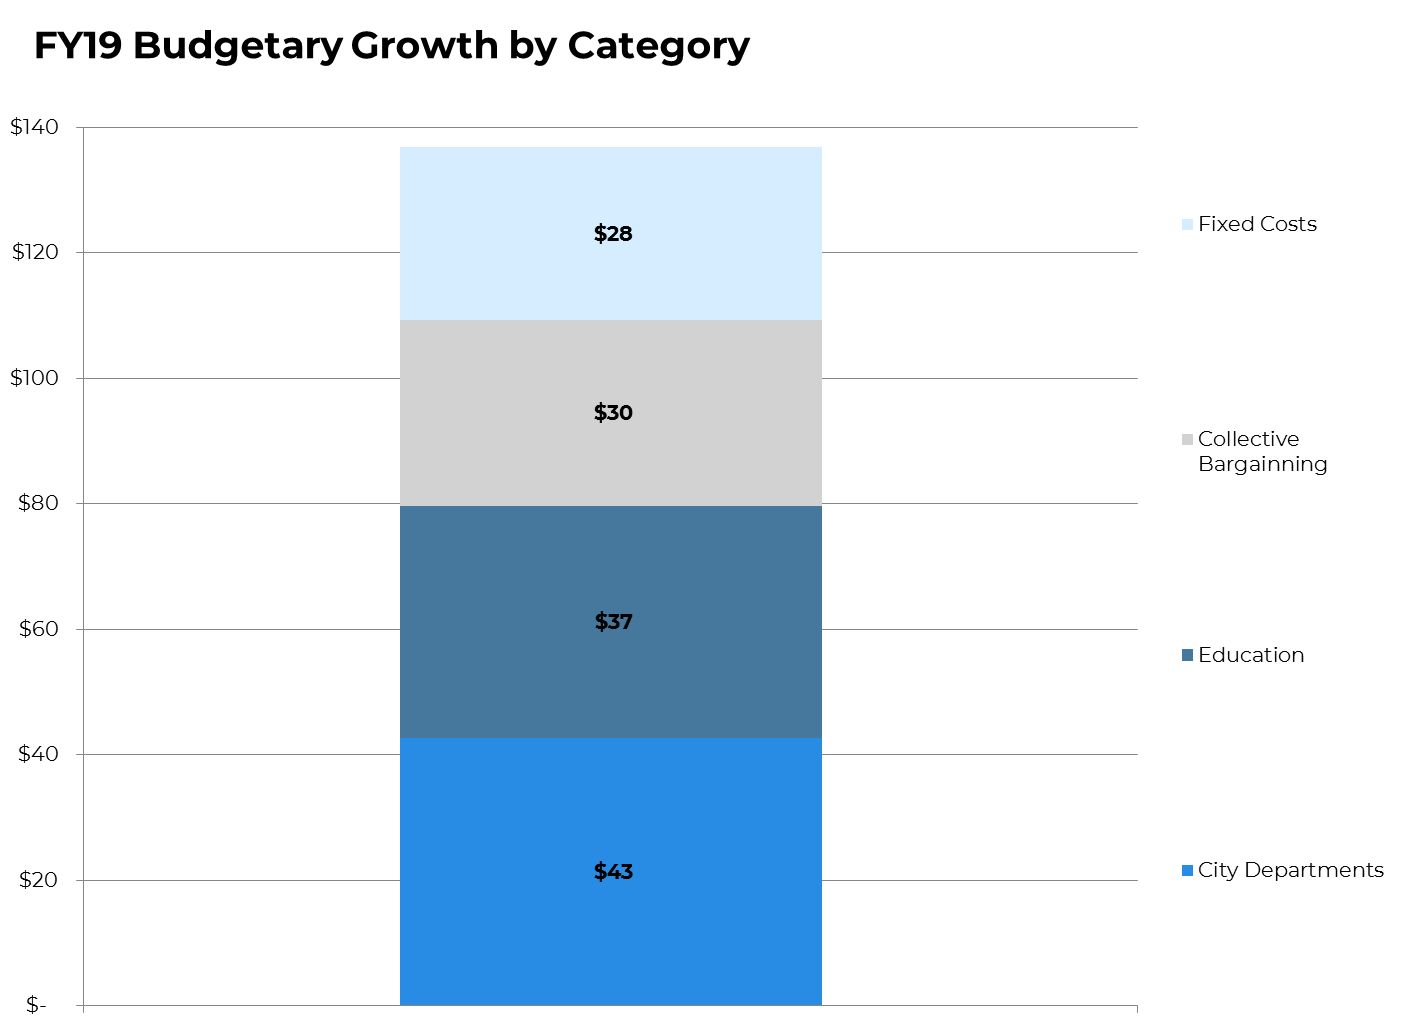 FY19 Budgetary Growth by Category
$140
$120
$100
$80
$60
$40
$20
$-
$28
$30
$37
$43
Fixed Costs
Collective
Bargainning
Education
City Departments